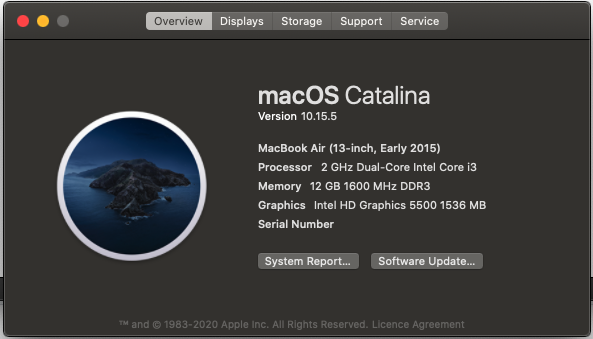 Overview Displays Storage Support Service
macOS Catalina
Version 10.15.5
MacBook Air (13-inch, Early 2015)
Processor 2 GHz Dual-Core Intel Core i3
Memory 12 GB 1600 MHz DDR3
Graphics Intel HD Graphics 5500 1536 MB
Serial Number
System Report... Software Update...
™ and © 1983-2020 Apple Inc. All Rights Reserved. Licence Agreement